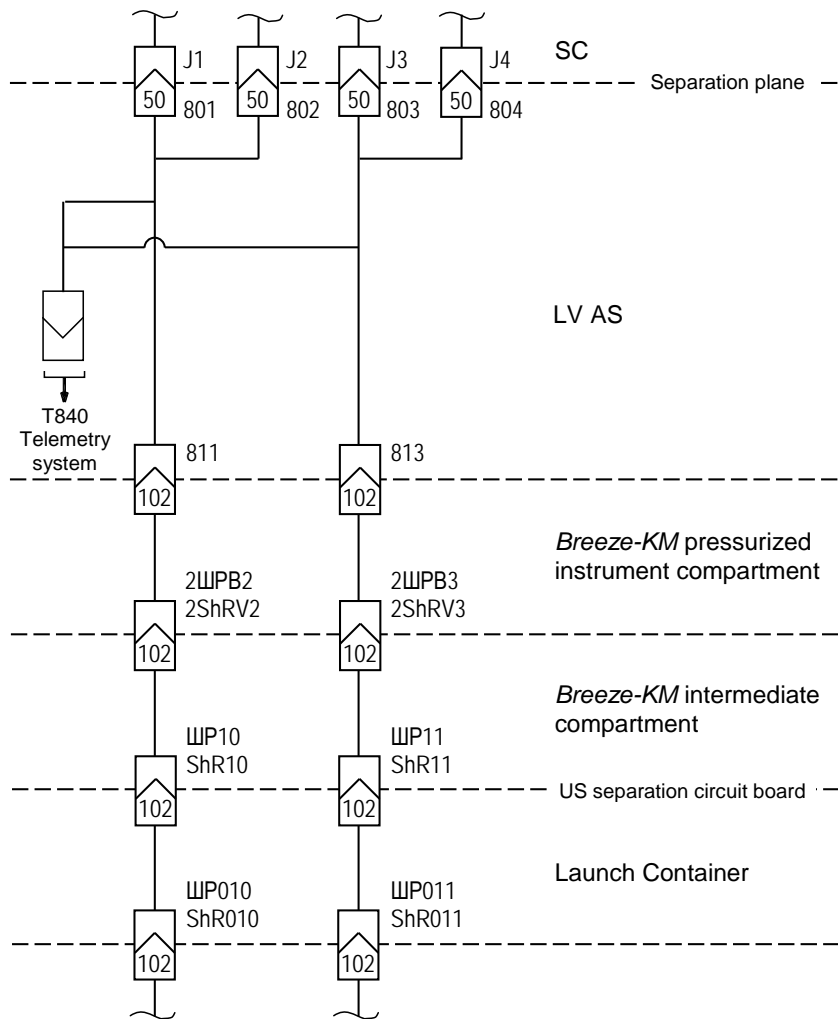 J1 J2 J3 J4 SC
Separation plane
50 801 50 802 50 803 50 804
LV AS
T840
Telemetry
system
811 813
102 102
Breeze-KM pressurized
instrument compartment
2ШРВ2 2ШРВ3
2ShRV2 2ShRV3
102 102
Breeze-KM intermediate
compartment
ШР10 ШР11
ShR10 ShR11
US separation circuit board
102 102
Launch Container
ШР010 ШР011
ShR010 ShR011
102 102